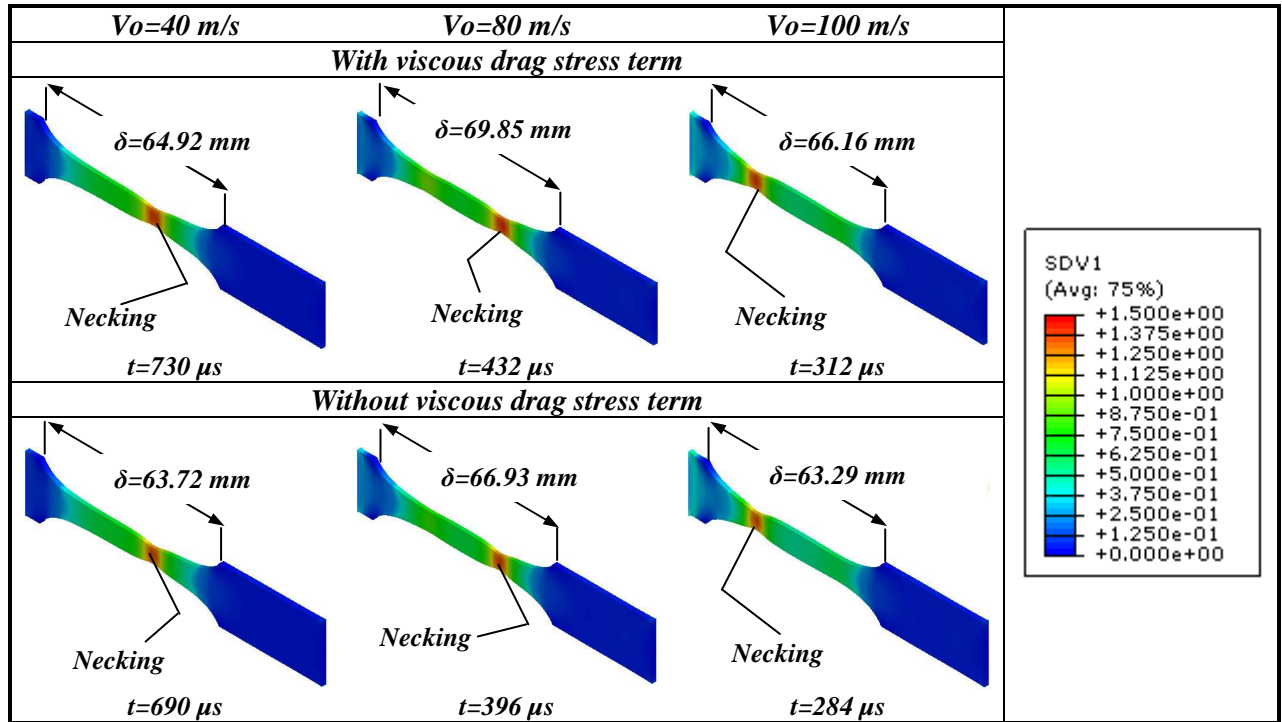 Vo=40 m/s
Vo=80 m/s
Vo=100 m/s
With viscous drag stress term
δ=64.92 mm
δ=69.85 mm
δ=66.16 mm
Necking
Necking
Necking
t=730 μs
t=432 μs
t=312 μs
Without viscous drag stress term
δ=63.72 mm
δ=66.93 mm
δ=63.29 mm
Necking
Necking
Necking
t=690 μs
t=396 μs
t=284 μs
SDV1
(Avg: 75%)
+1.500e+00
+1.375e+00
+1.250e+00
+1.125e+00
+1.000e+00
+8.750e-01
+7.500e-01
+6.250e-01
+5.000e-01
+3.750e-01
+2.500e-01
+1.250e-01
+0.000e+00